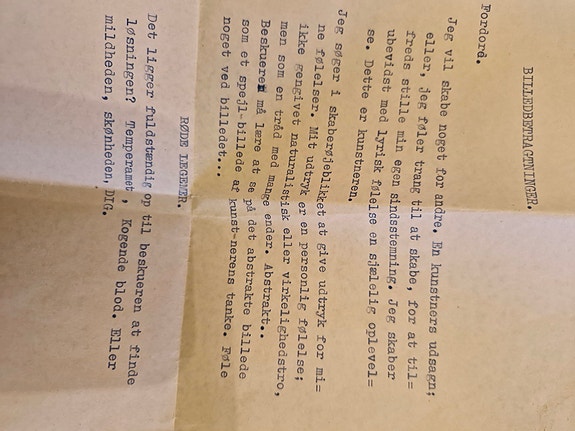 BILLEDBETRAGTNINGER.
Fordord.
Jeg vil skabe noget for andre. En kunstners udsagn;
eller, jeg føler trang til at skabe, for at til=
freds stille min egen sindsstemning. Jeg skaber
ubevidst med lyrisk følelse en sjælelig oplevel=
se. Dette er kunstneren.
Jeg søger i skaberøjeblikket at give udtryk for mi=
ne følelser. Mit udtryk er en personlig følelse;
ikke gengivet naturalistisk eller virkelighedstro,
men som en tråd med mange ender. Abstrakt..
Beskueren må lære at se på det abstrakte billede
som et spejl-billede af kunst-nerens tanke. Føle
noget ved billedet...
RØDE LEGEMER.
Det ligger fuldstændig op til beskueren at finde
løsningen? Temperamet, Kogende blod. Eller
mildheden, skønheden, DIG.